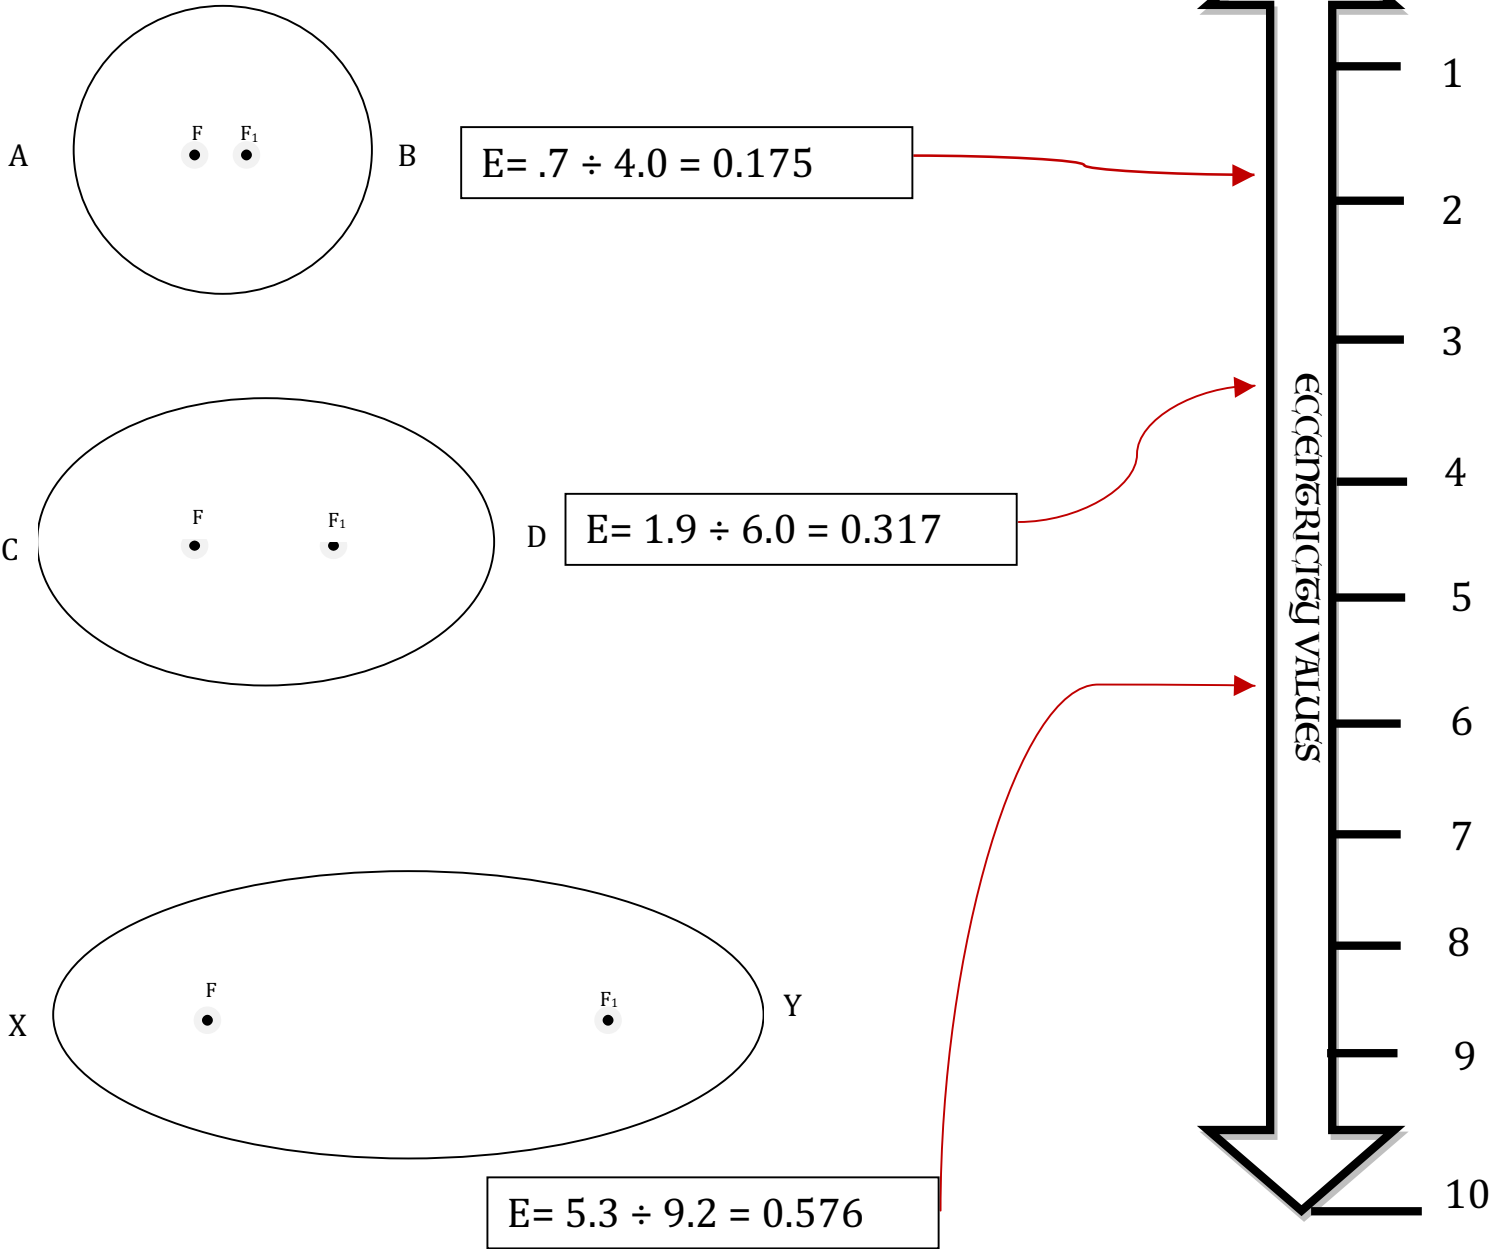 F F₁
A B
E= .7 ÷ 4.0 = 0.175
F F₁
C D
E= 1.9 ÷ 6.0 = 0.317
F F₁
X Y
E= 5.3 ÷ 9.2 = 0.576
ECCENTRICITY VALUES
1
2
3
4
5
6
7
8
9
10